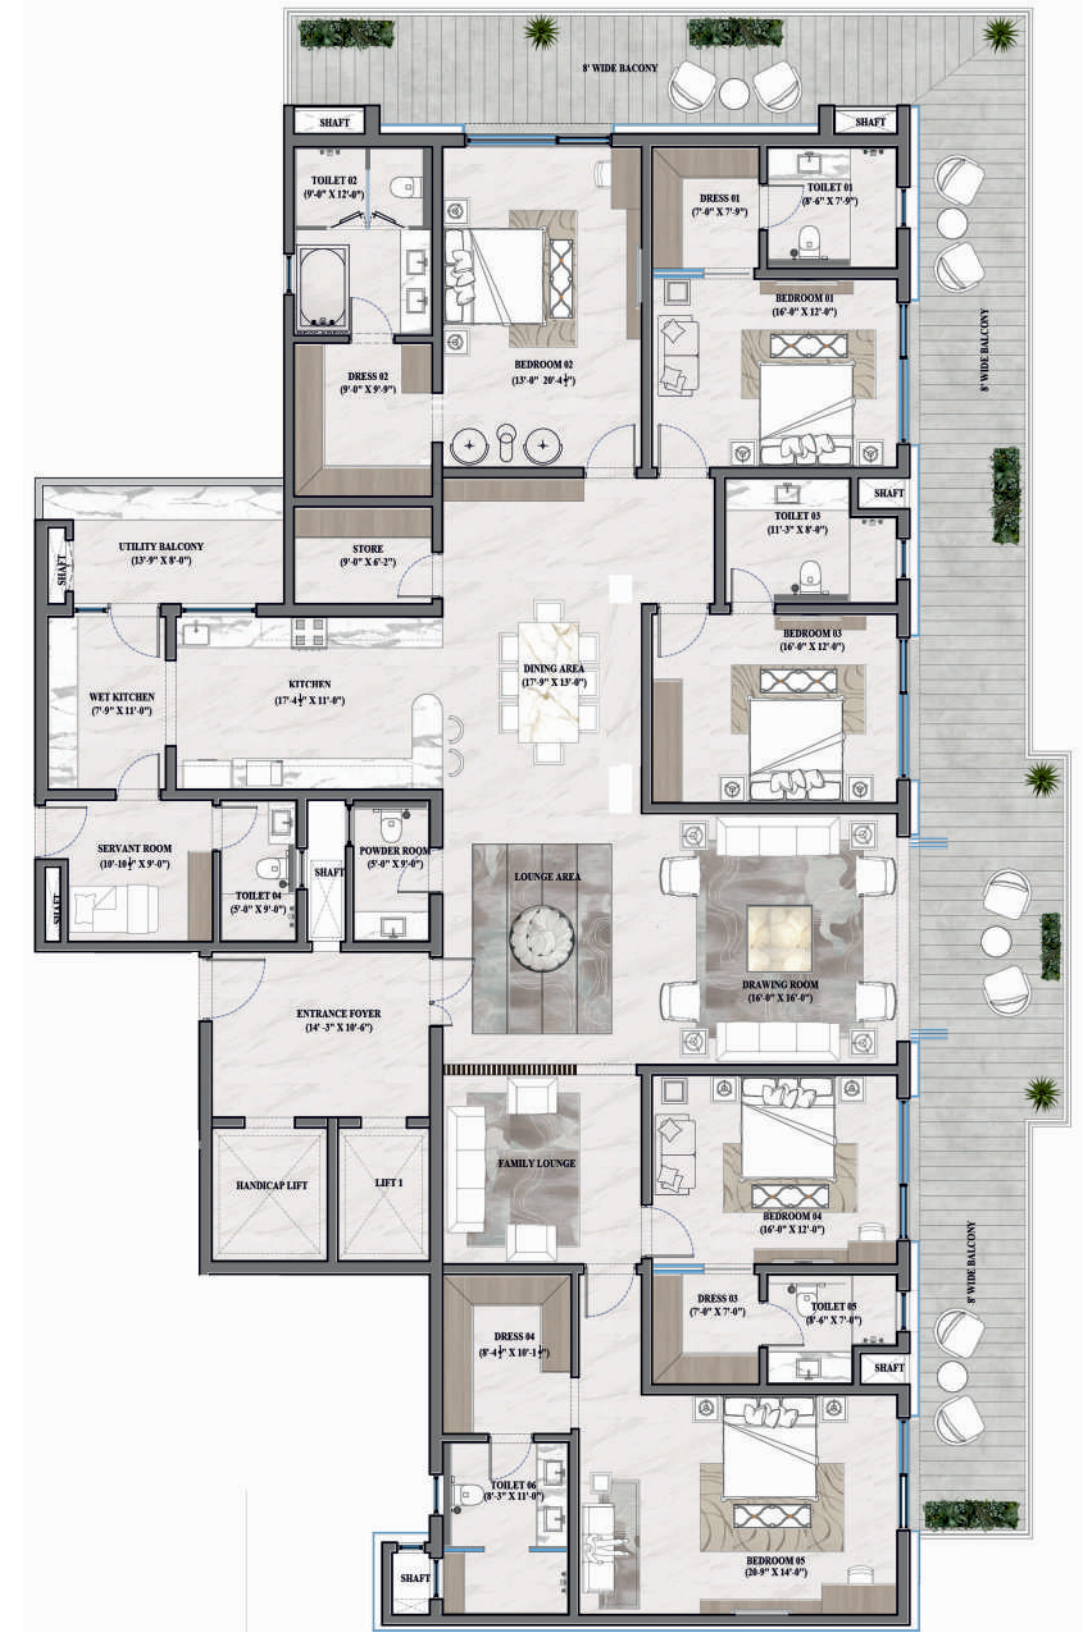 8' WIDE BACONY
SHAFT
SHAFT
TOILET 02
(9'-0" X 12'-0")
DRESS 01
(7'-0" X 7'-9")
TOILET 01
(8'-6" X 7'-9")
BEDROOM 01
(16'-0" X 12'-0")
8' WIDE BALCONY
BEDROOM 02
(13'-0" 20'-4½")
DRESS 02
(9'-0" X 9'-9")
SHAFT
TOILET 03
(11'-3" X 8'-0")
UTILITY BALCONY
(13'-9" X 8'-0")
STORE
(9'-0" X 6'-2")
SHAFT
BEDROOM 03
(16'-0" X 12'-0")
DINING AREA
(17'-9" X 13'-0")
KITCHEN
(17'-4½" X 11'-0")
WET KITCHEN
(7'-9" X 11'-0")
SERVANT ROOM
(10'-10½" X 9'-0")
POWDER ROOM
(5'-0" X 9'-0")
SHAFT
LOUNGE AREA
TOILET 04
(5'-0" X 9'-0")
SHAFT
DRAWING ROOM
(16'-0" X 16'-0")
ENTRANCE FOYER
(14' -3" X 10'-6")
FAMILY LOUNGE
HANDICAP LIFT
LIFT 1
BEDROOM 04
(16'-0" X 12'-0")
8' WIDE BALCONY
DRESS 03
(7'-0" X 7'-0")
TOILET 05
(8'-6" X 7'-0")
DRESS 04
(8'-4½" X 10'-1½")
SHAFT
TOILET 06
(8'-3" X 11'-0")
BEDROOM 05
(20-9" X 14'-0")
SHAFT